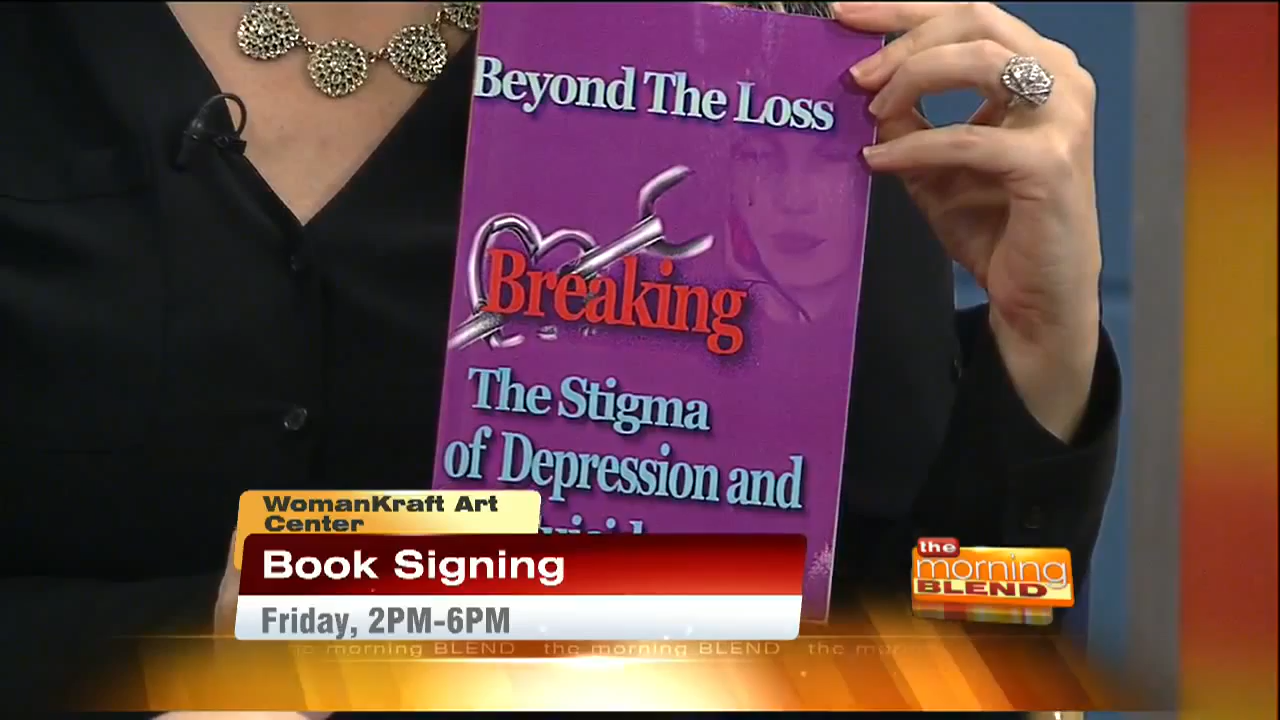 Beyond The Loss
Breaking
The Stigma
of Depression and
WomanKraft Art
Center
Book Signing
Friday, 2PM-6PM
the
morning
BLEND
morning BLEND the morning BLEND the